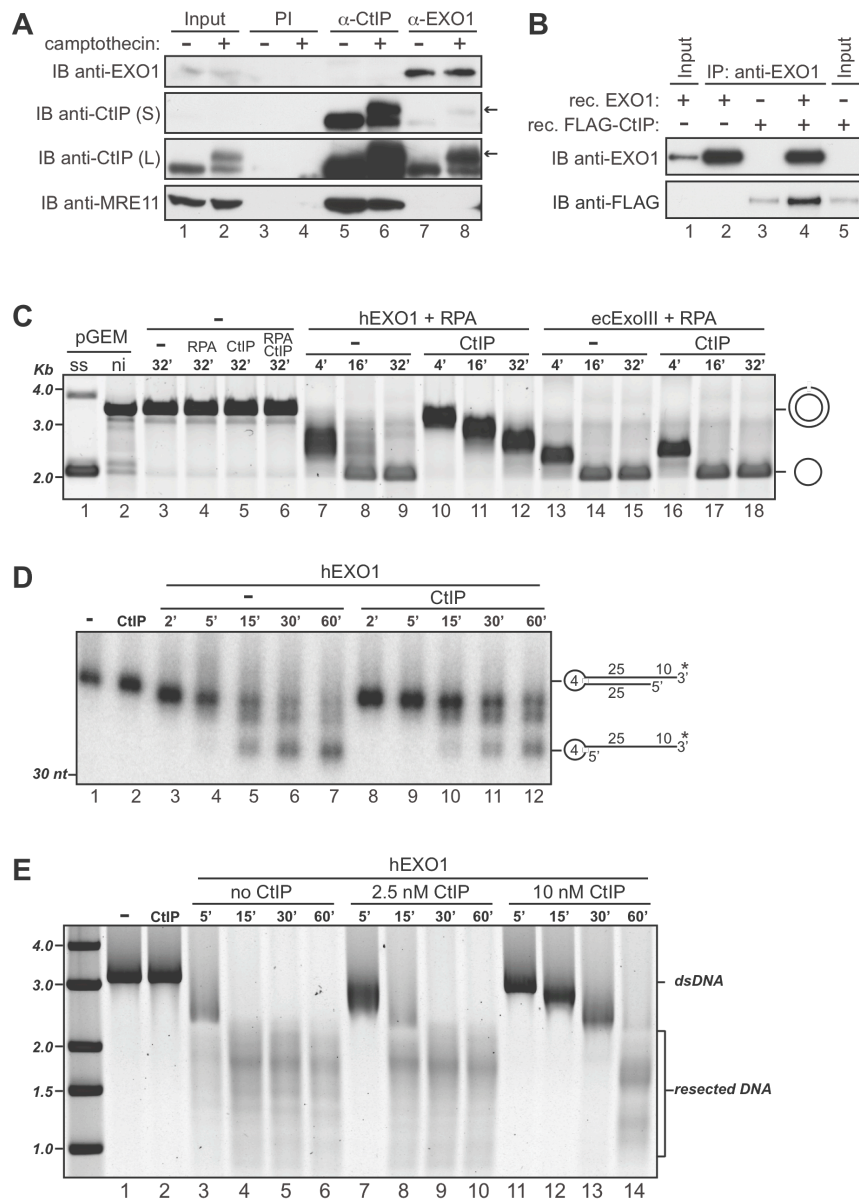 A
Input PI α-CtIP α-EXO1
camptothecin: - + - + - + - +
IB anti-EXO1
IB anti-CtIP (S)
IB anti-CtIP (L)
IB anti-MRE11
1 2 3 4 5 6 7 8
B
Input IP: anti-EXO1 Input
rec. EXO1: + + - + -
rec. FLAG-CtIP: - - + + +
IB anti-EXO1
IB anti-FLAG
1 2 3 4 5
C
- hEXO1 + RPA ecExoIII + RPA
pGEM - RPA CtIP RPA CtIP - CtIP - CtIP
Kb ss ni 32’ 32’ 32’ 32’ 4’ 16’ 32’ 4’ 16’ 32’ 4’ 16’ 32’ 4’ 16’ 32’
4.0
3.0
2.0
1 2 3 4 5 6 7 8 9 10 11 12 13 14 15 16 17 18
D
hEXO1
- CtIP
- CtIP 2’ 5’ 15’ 30’ 60’ 2’ 5’ 15’ 30’ 60’
4 25 10 * 3’
25 5’
4 25 10 * 3’
5’
30 nt
1 2 3 4 5 6 7 8 9 10 11 12
E
hEXO1
no CtIP 2.5 nM CtIP 10 nM CtIP
- CtIP 5’ 15’ 30’ 60’ 5’ 15’ 30’ 60’ 5’ 15’ 30’ 60’
4.0
3.0 dsDNA
2.0
1.5 resected DNA
1.0
1 2 3 4 5 6 7 8 9 10 11 12 13 14